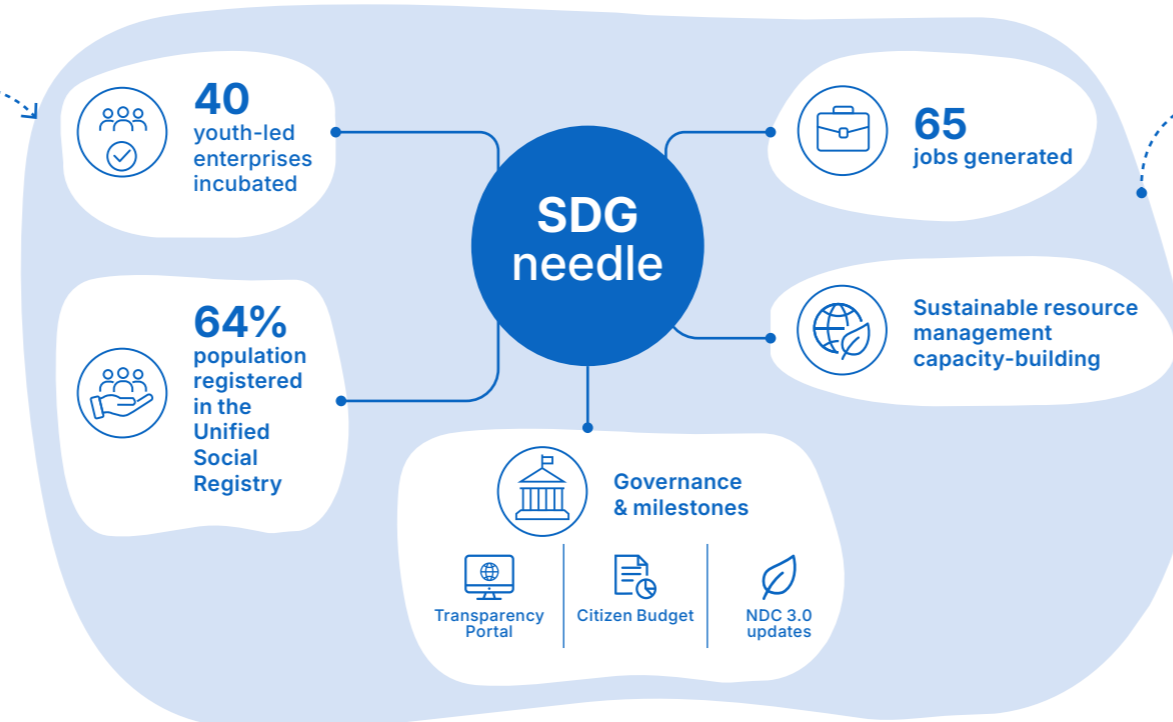 40
youth-led
enterprises
incubated
64%
population
registered
in the
Unified
Social
Registry
SDG
needle
65
jobs generated
Sustainable resource
management
capacity-building
Governance
& milestones
Transparency
Portal
Citizen Budget
NDC 3.0
updates